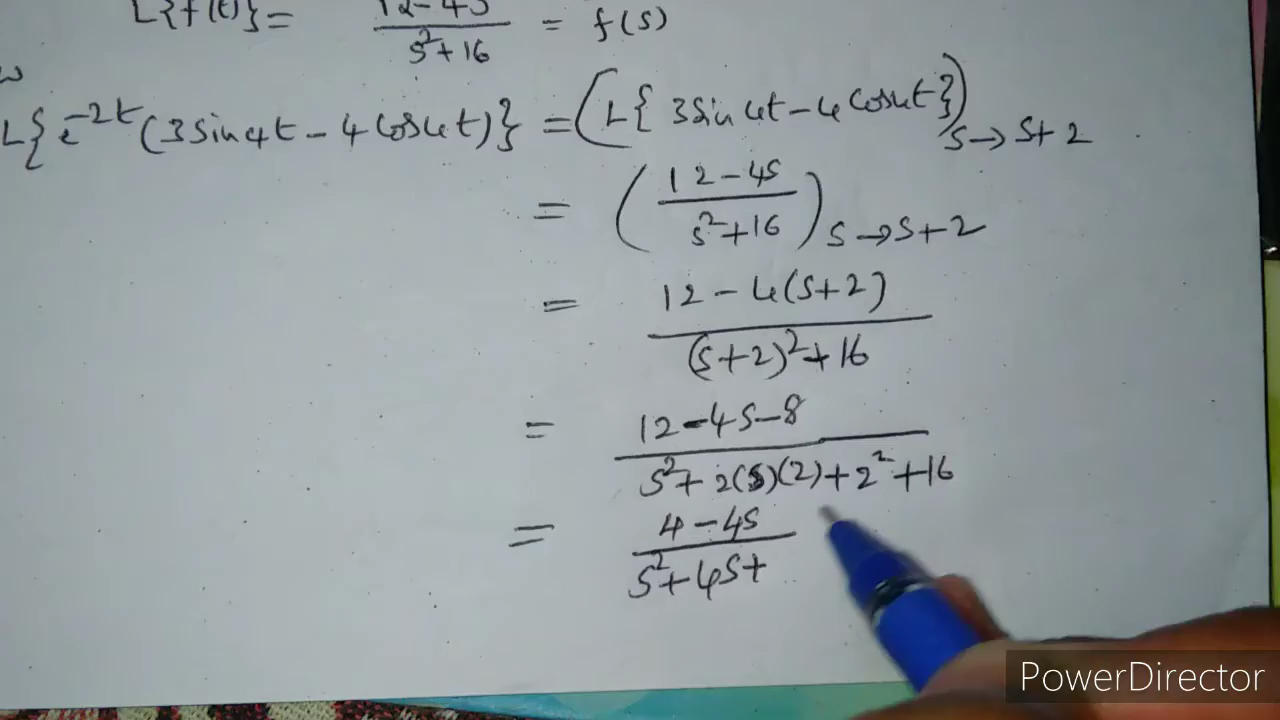 L{f(t)} = 12-4s / s²+16 = f(s)
w
L{e^-2t (3sin4t - 4cos4t)} = (L{3sin4t - 4cos4t}) s→s+2
= (12-4s / s²+16) s→s+2
= 12-4(s+2) / (s+2)²+16
= 12-4s-8 / s²+2(s)(2)+2²+16
= 4-4s / s²+4s+
PowerDirector